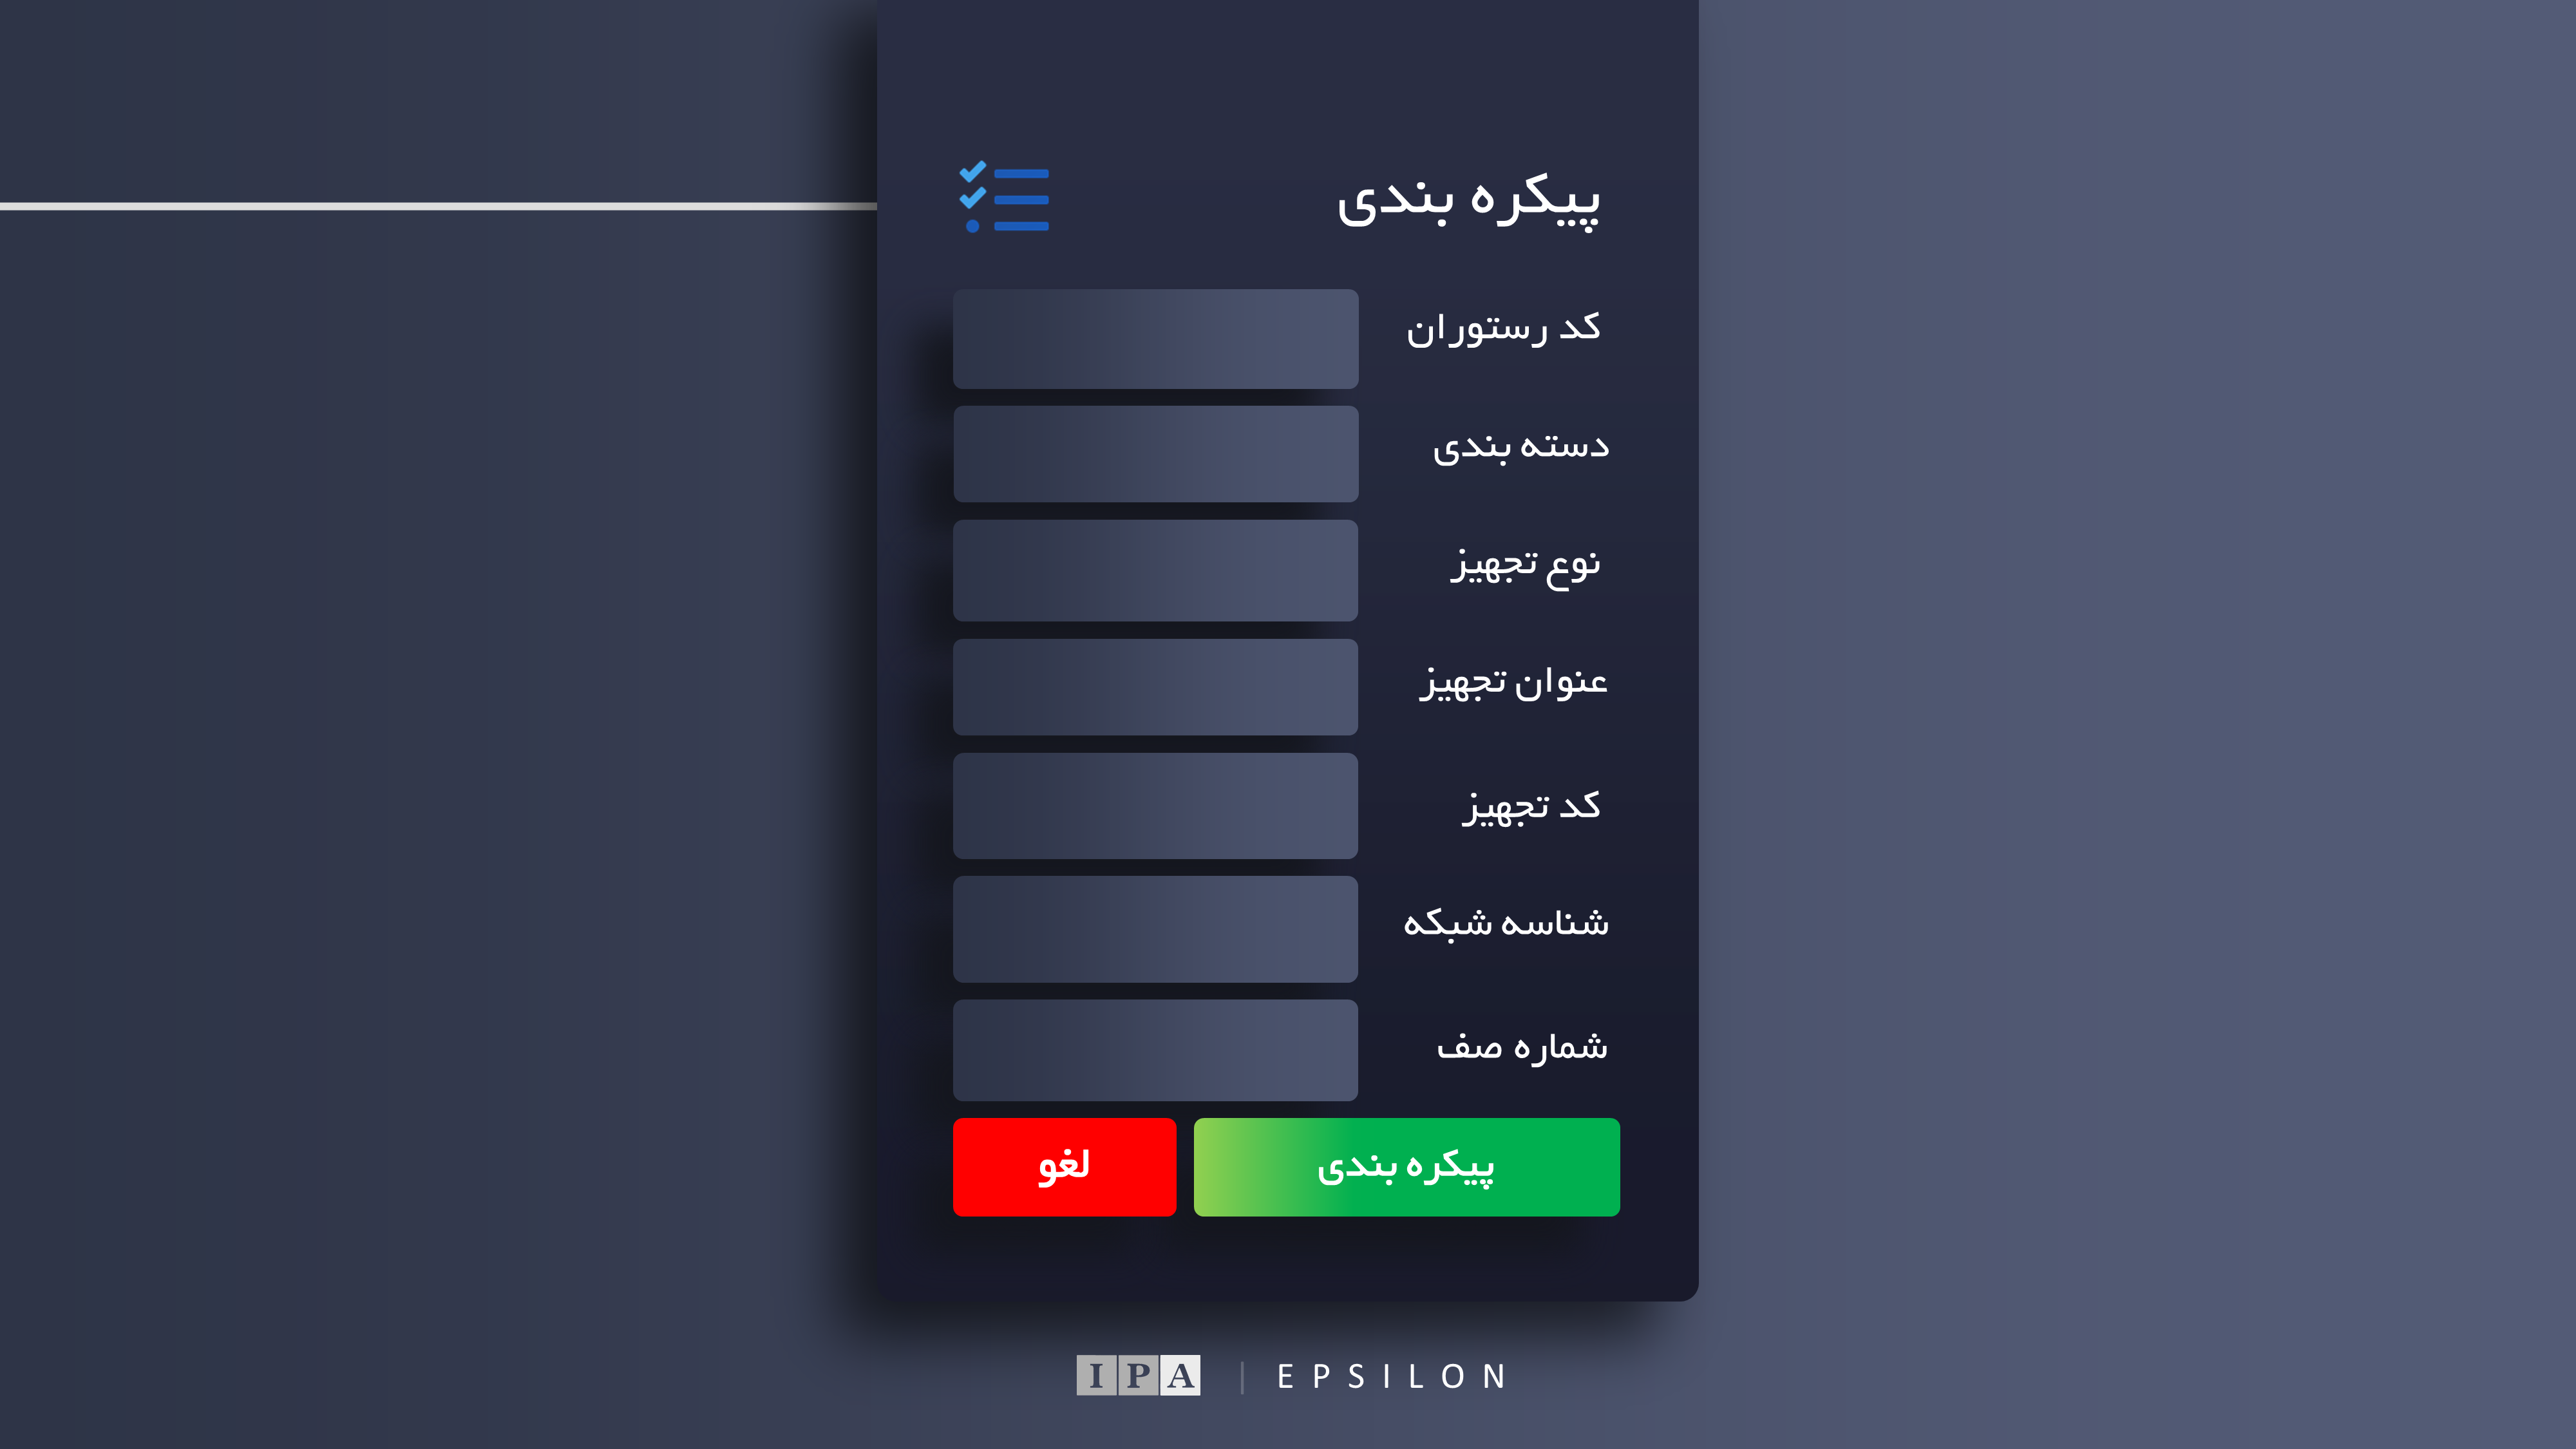 پیکره بندی
کد رستوران
دسته بندی
نوع تجهیز
عنوان تجهیز
کد تجهیز
شناسه شبکه
شماره صف
پیکره بندی
لغو
IPA | EPSILON